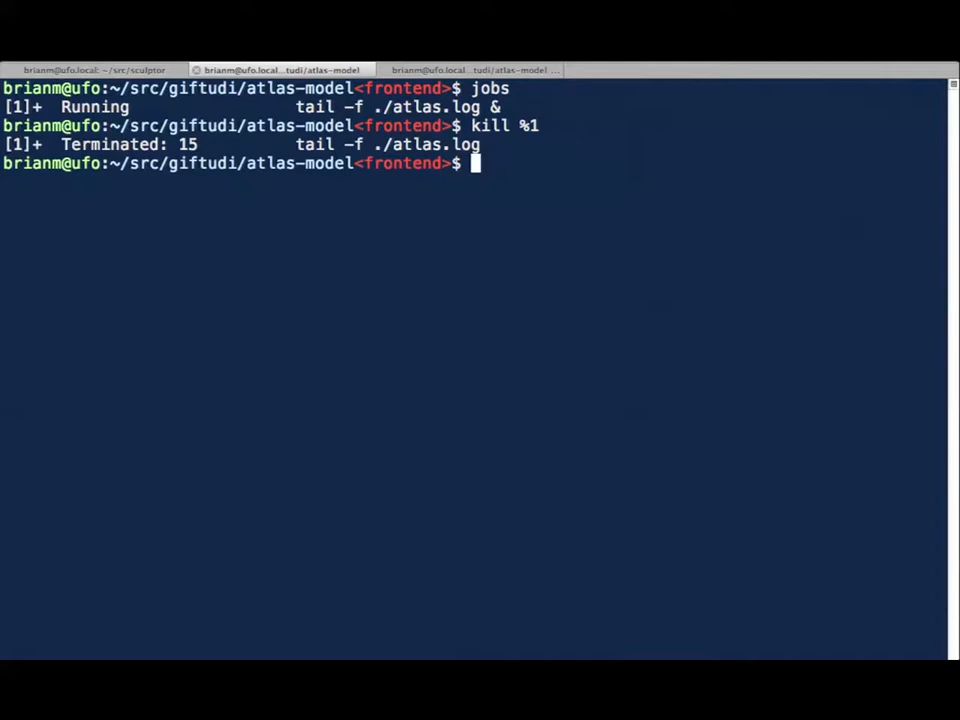 brianm@ufo: ~/src/sculptor
brianm@ufo.local...tudi/atlas-model
brianm@ufo.local...tudi/atlas-model ...
brianm@ufo:~/src/giftudi/atlas-model<frontend>$ jobs
[1]+  Running                 tail -f ./atlas.log &
brianm@ufo:~/src/giftudi/atlas-model<frontend>$ kill %1
[1]+  Terminated: 15          tail -f ./atlas.log
brianm@ufo:~/src/giftudi/atlas-model<frontend>$